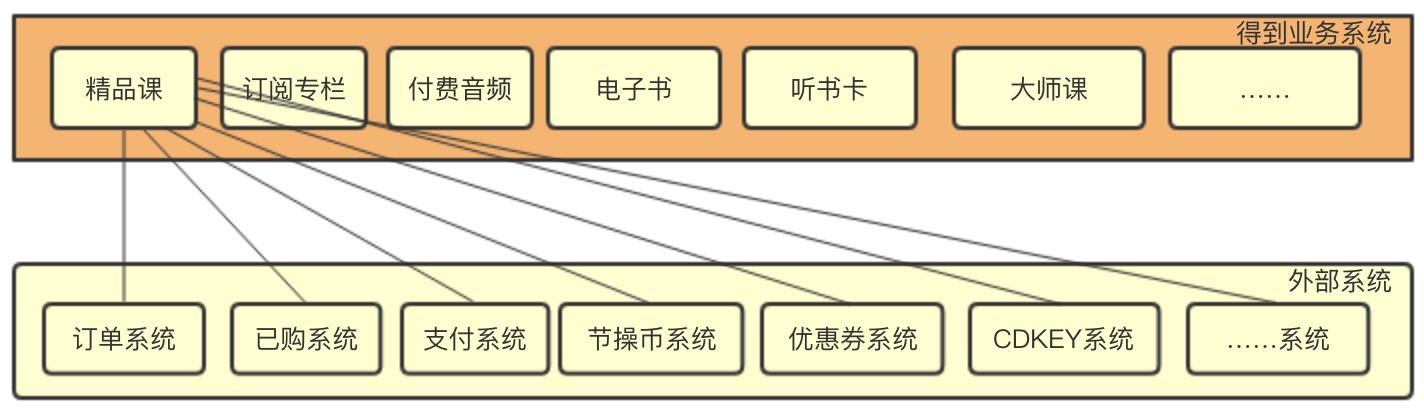 得到业务系统
精品课
订阅专栏
付费音频
电子书
听书卡
大师课
……
外部系统
订单系统
已购系统
支付系统
节操币系统
优惠券系统
CDKEY系统
……系统